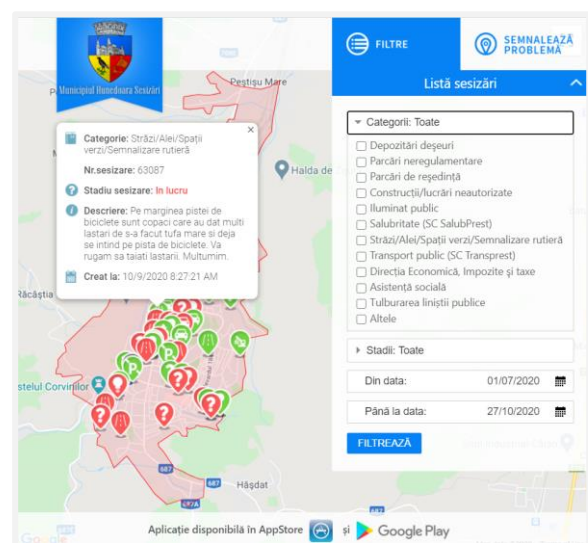 Municipiul Hunedoara Sesizări
FILTRE
SEMNALEAZĂ
PROBLEMĂ
Listă sesizări
Categorii: Toate
Depozitări deșeuri
Parcări neregulamentare
Parcări de reședință
Construcții/lucrări neautorizate
Iluminat public
Salubritate (SC SalubPrest)
Străzi/Alei/Spații verzi/Semnalizare rutieră
Transport public (SC Transprest)
Direcția Economică, Impozite şi taxe
Asistență socială
Tulburarea liniștii publice
Altele
Stadii: Toate
Din data: 01/07/2020
Până la data: 27/10/2020
FILTREAZĂ
Peștișu Mare
Halda de
Categorie: Străzi/Alei/Spații
verzi/Semnalizare rutieră
Nr.sesizare: 63087
Stadiu sesizare: In lucru
Descriere: Pe marginea pistei de
biciclete sunt copaci care au dat multi
lastari de s-a facut tufa mare si deja
se intind pe pista de biciclete. Va
rugam sa taiati lastarii. Multumim.
Creat la: 10/9/2020 8:27:21 AM
Răcăștia
stelul Corvinilor
687
687
Hășdat
687A
687
Aplicație disponibilă în AppStore și Google Play
Google